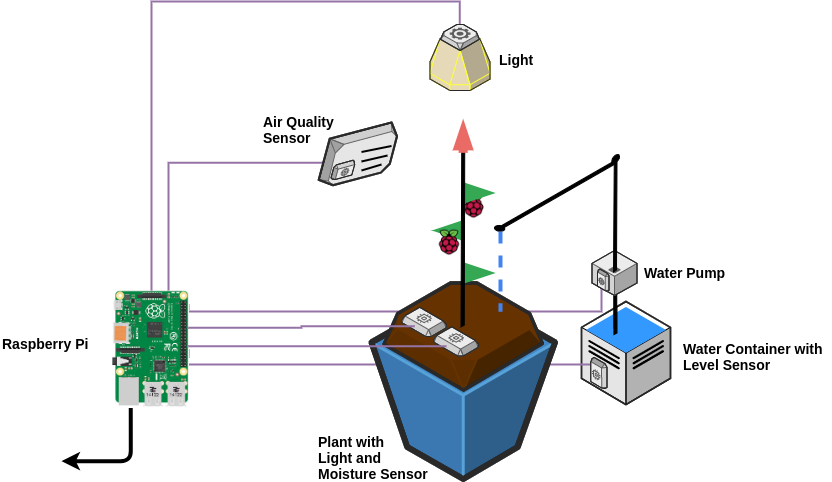 Light
Air Quality
Sensor
Water Pump
Raspberry Pi
Water Container with
Level Sensor
Plant with
Light and
Moisture Sensor